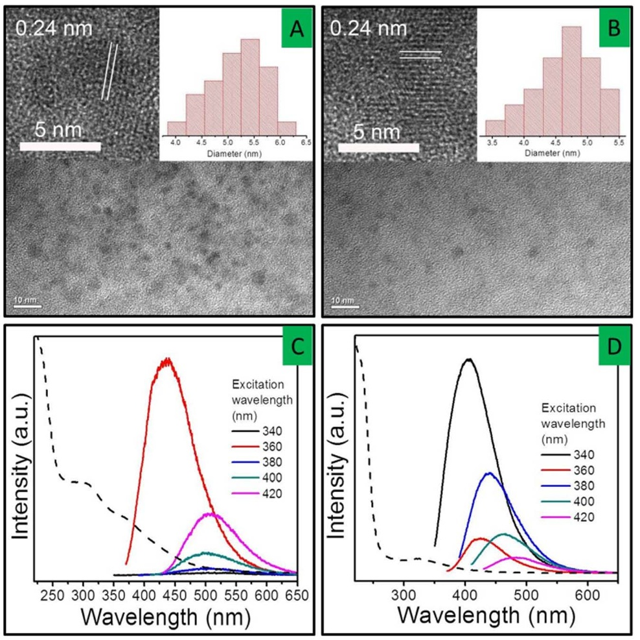 0.24 nm
A
5 nm
4.0 4.5 5.0 5.5 6.0 6.5
Diameter (nm)
10 nm
0.24 nm
B
5 nm
3.5 4.0 4.5 5.0 5.5
Diameter (nm)
10 nm
C
Intensity (a.u.)
Excitation
wavelength
(nm)
340
360
380
400
420
250 300 350 400 450 500 550 600 650
Wavelength (nm)
D
Intensity (a.u.)
Excitation
wavelength
(nm)
340
360
380
400
420
300 400 500 600
Wavelength (nm)